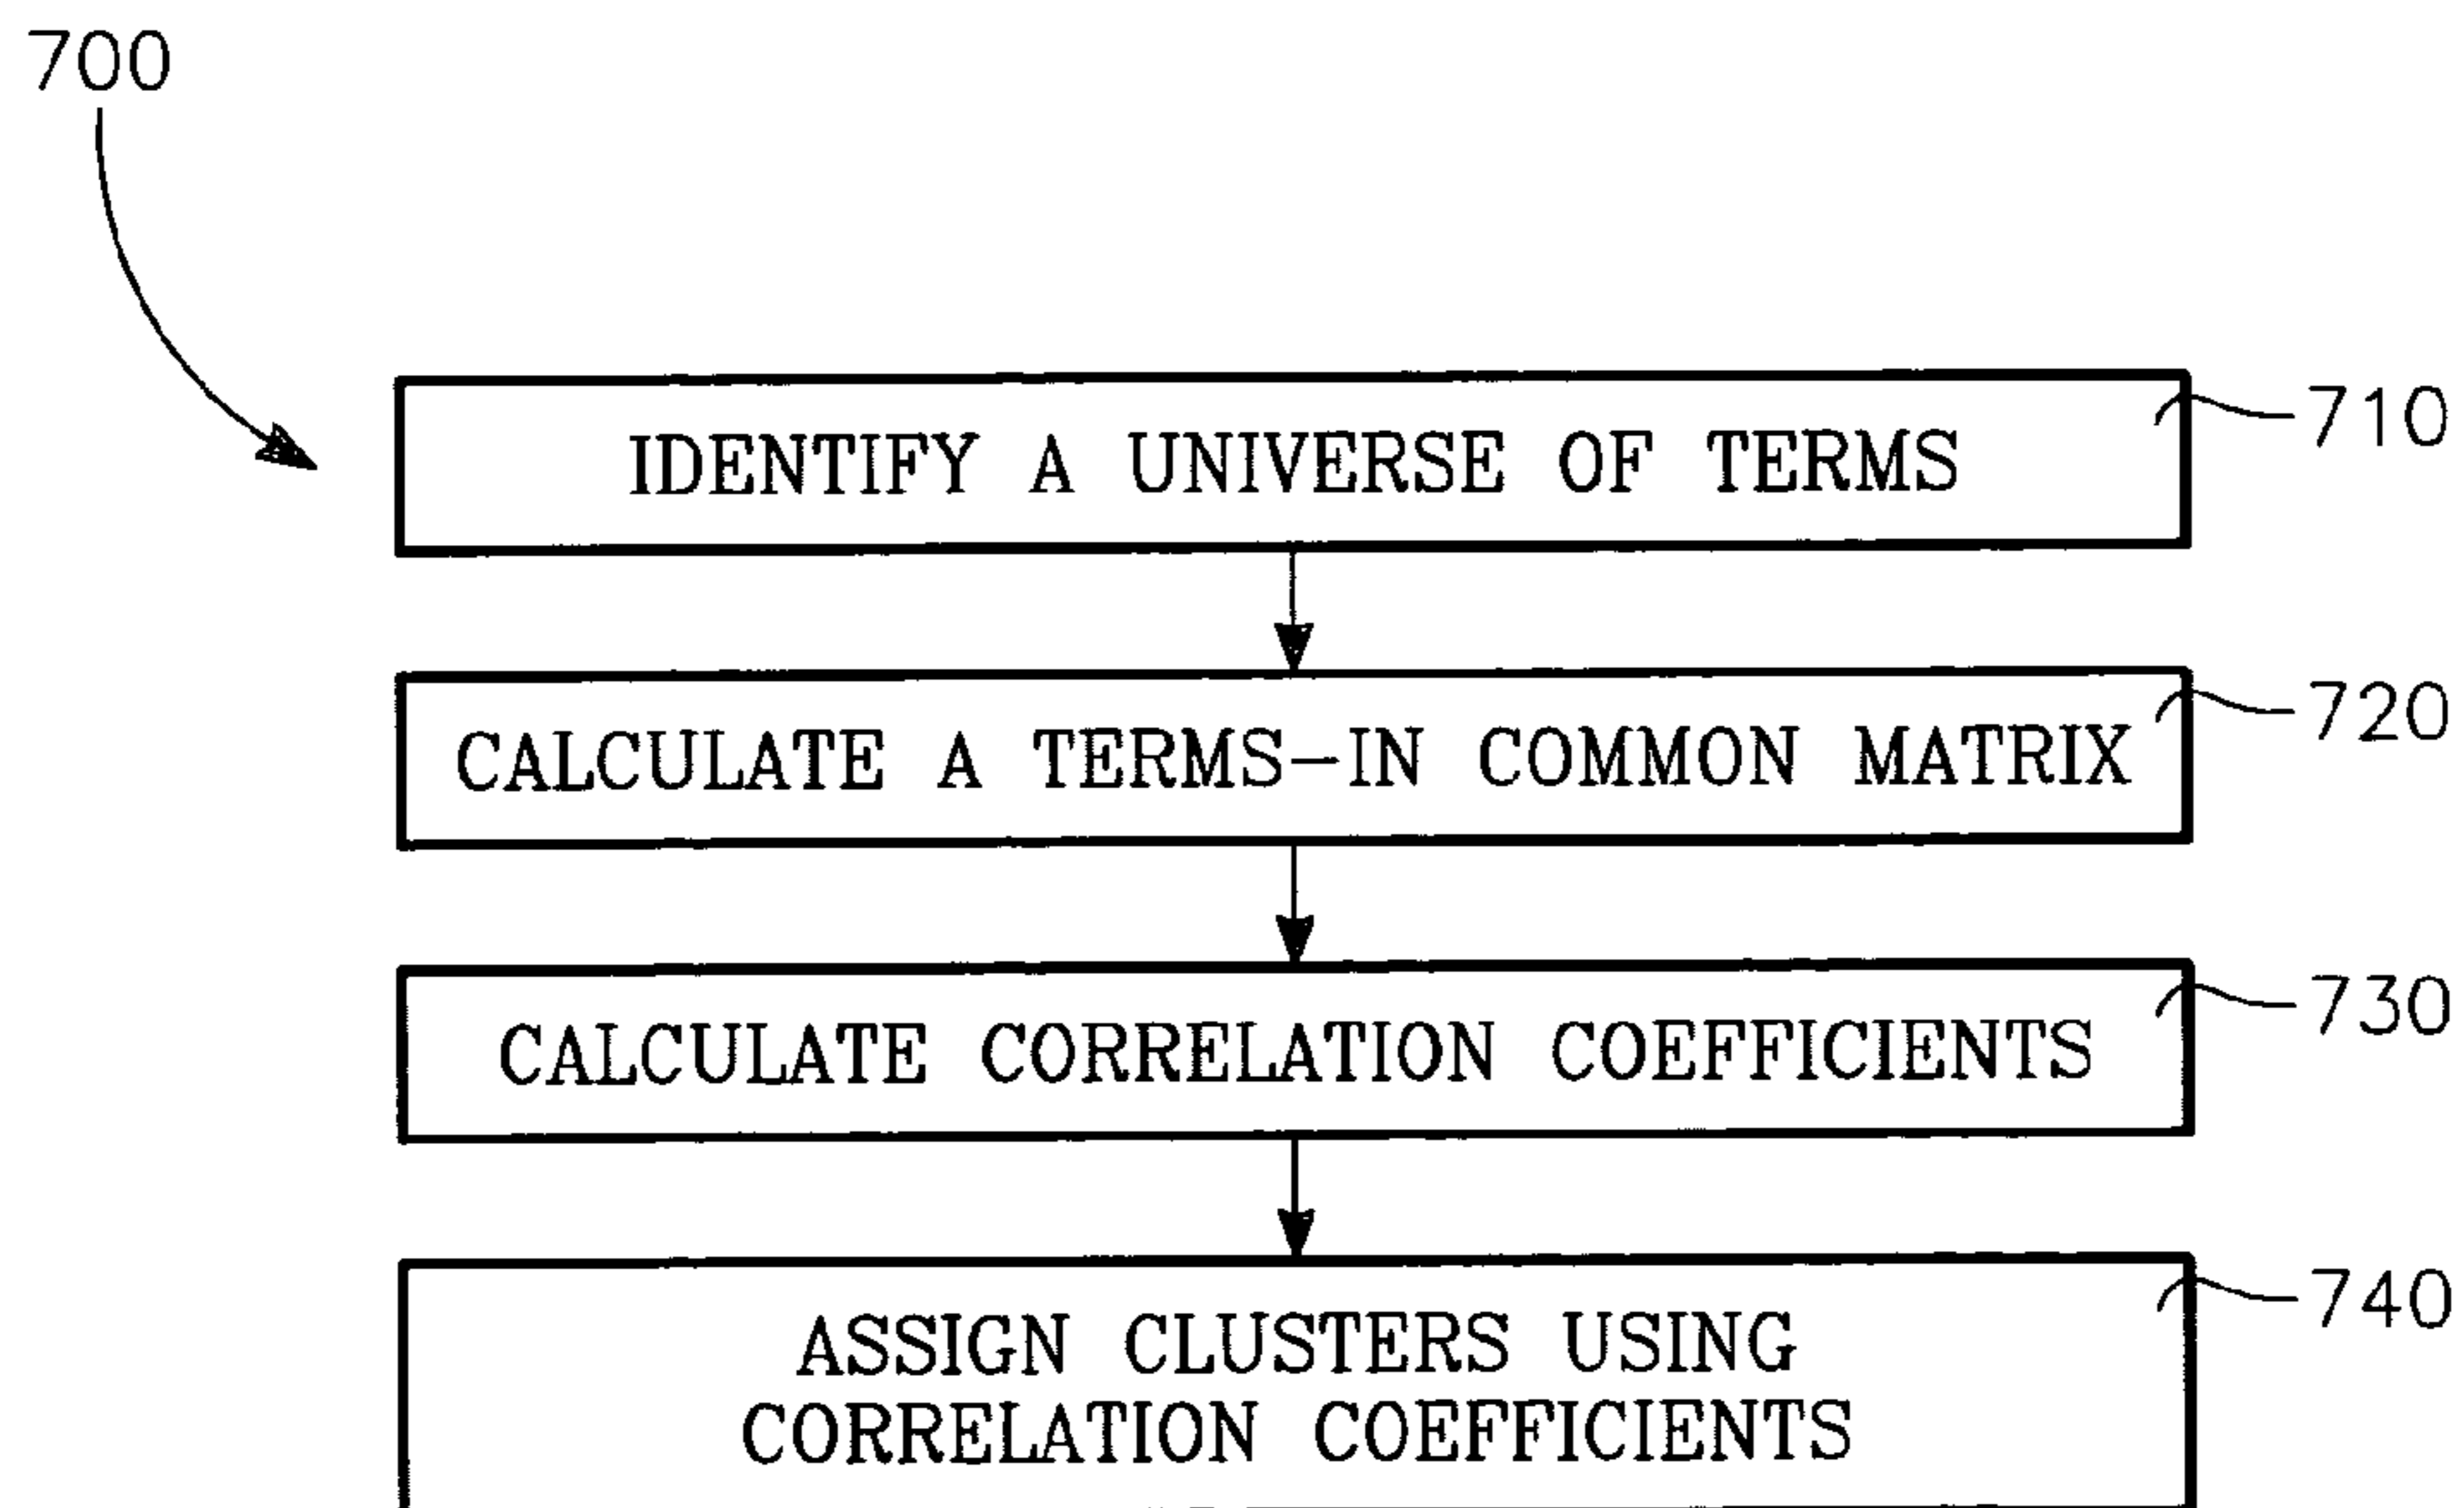 700
IDENTIFY A UNIVERSE OF TERMS
710
CALCULATE A TERMS-IN COMMON MATRIX
720
CALCULATE CORRELATION COEFFICIENTS
730
ASSIGN CLUSTERS USING
CORRELATION COEFFICIENTS
740